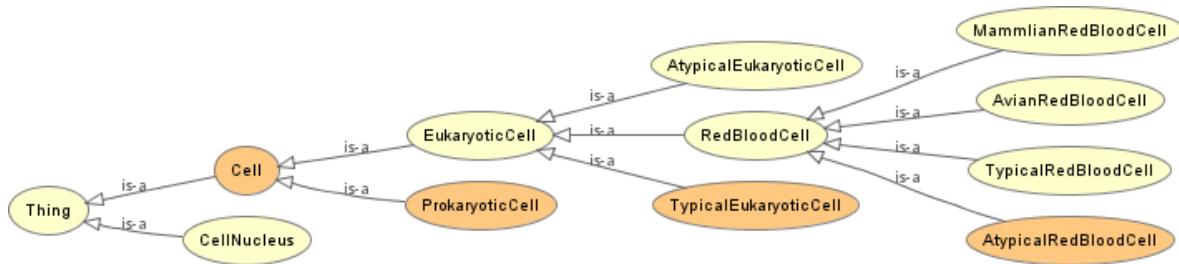 MammlianRedBloodCell
is-a
AtypicalEukaryoticCell
is-a
AvianRedBloodCell
is-a
EukaryoticCell
is-a
RedBloodCell
is-a
TypicalRedBloodCell
is-a
Cell
is-a
is-a
is-a
Thing
is-a
ProkaryoticCell
TypicalEukaryoticCell
is-a
CellNucleus
AtypicalRedBloodCell